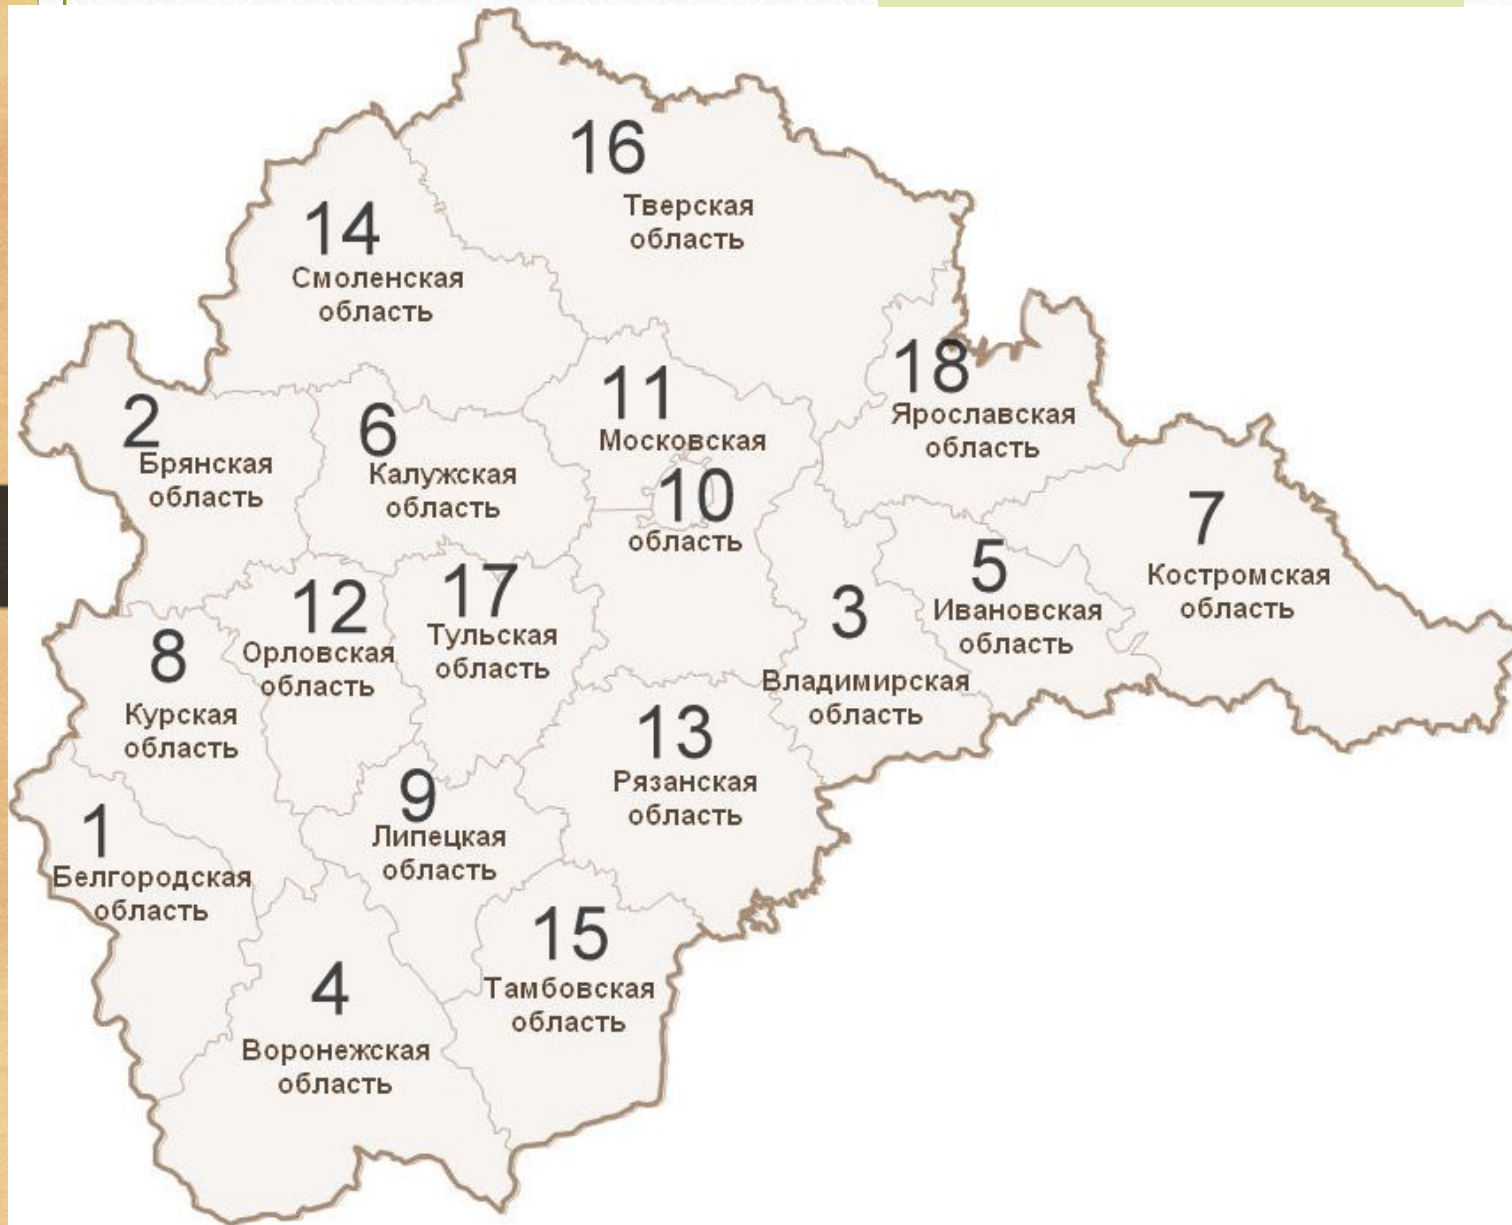 16
Тверская
область
14
Смоленская
область
18
Ярославская
область
11
Московская
10
область
2
Брянская
область
6
Калужская
область
7
Костромская
область
5
Ивановская
область
3
Владимирская
область
12
Орловская
область
17
Тульская
область
8
Курская
область
13
Рязанская
область
9
Липецкая
область
1
Белгородская
область
15
Тамбовская
область
4
Воронежская
область